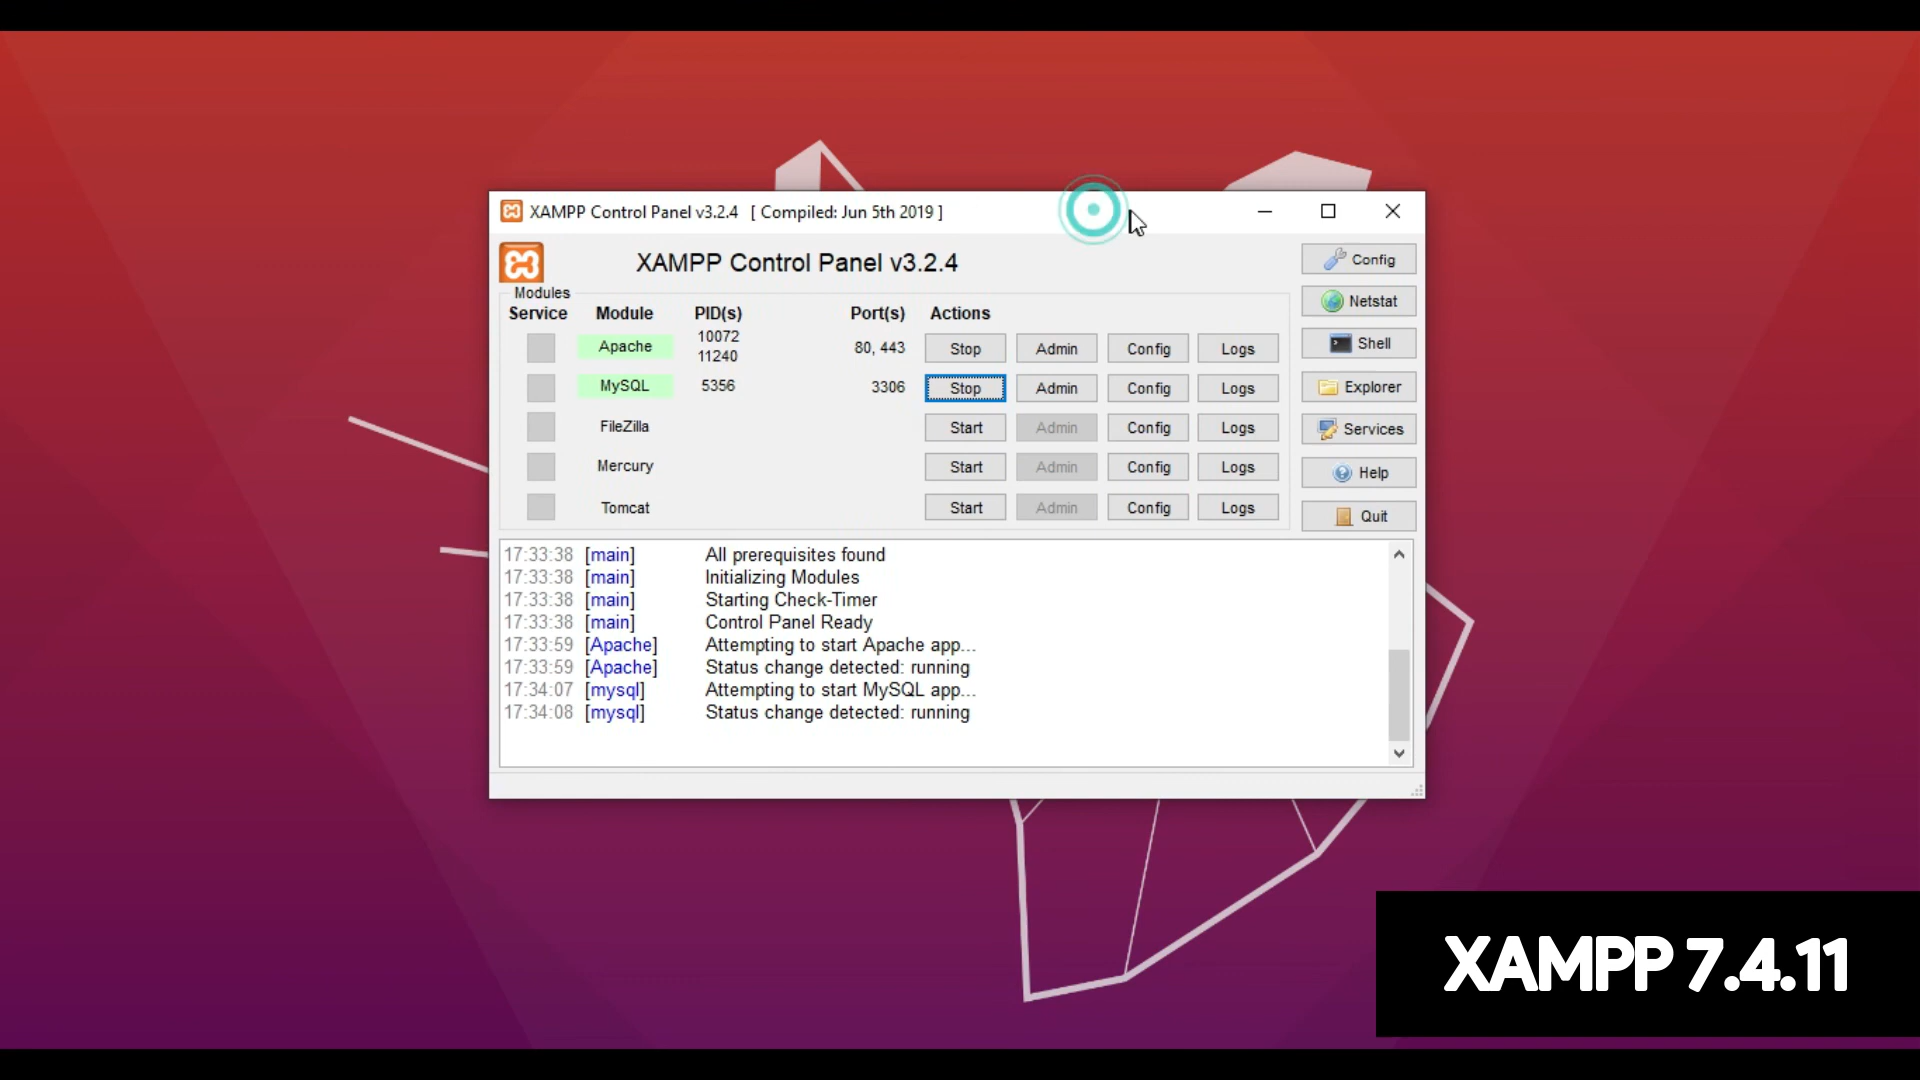 XAMPP Control Panel v3.2.4 [ Compiled: Jun 5th 2019 ]
XAMPP Control Panel v3.2.4
Config
Modules
Service Module PID(s) Port(s) Actions
Netstat
Apache 10072 11240 80, 443 Stop Admin Config Logs
Shell
MySQL 5356 3306 Stop Admin Config Logs
Explorer
FileZilla Start Admin Config Logs
Services
Mercury Start Admin Config Logs
Help
Tomcat Start Admin Config Logs
Quit
17:33:38 [main] All prerequisites found
17:33:38 [main] Initializing Modules
17:33:38 [main] Starting Check-Timer
17:33:38 [main] Control Panel Ready
17:33:59 [Apache] Attempting to start Apache app...
17:33:59 [Apache] Status change detected: running
17:34:07 [mysql] Attempting to start MySQL app...
17:34:08 [mysql] Status change detected: running
XAMPP 7.4.11